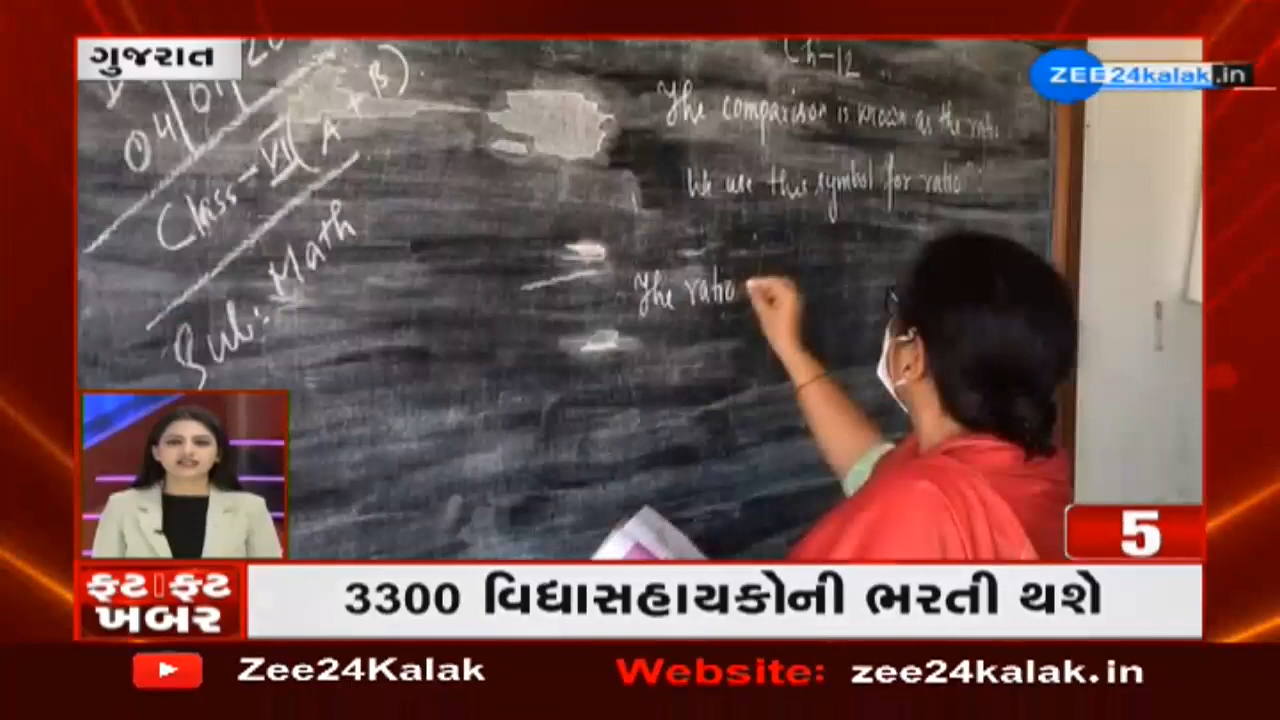 ગુજરાત
ZEE24kalak.in
04/01
Class-VI (A + B).
Sub:- Math
Ch-12
The comparison is known as the ratio
We use this symbol for ratio :
The ratio
5
ફટાફટ
ખબર
3300 વિદ્યાસહાયકોની ભરતી થશે
Zee24Kalak
Website: zee24kalak.in